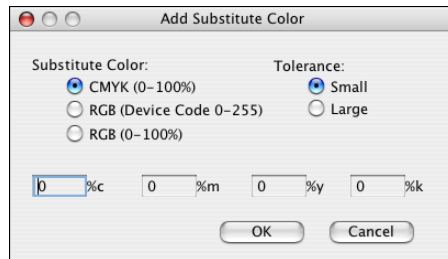 Add Substitute Color
Substitute Color:
CMYK (0-100%)
RGB (Device Code 0-255)
RGB (0-100%)
Tolerance:
Small
Large
0 %c 0 %m 0 %y 0 %k
OK Cancel